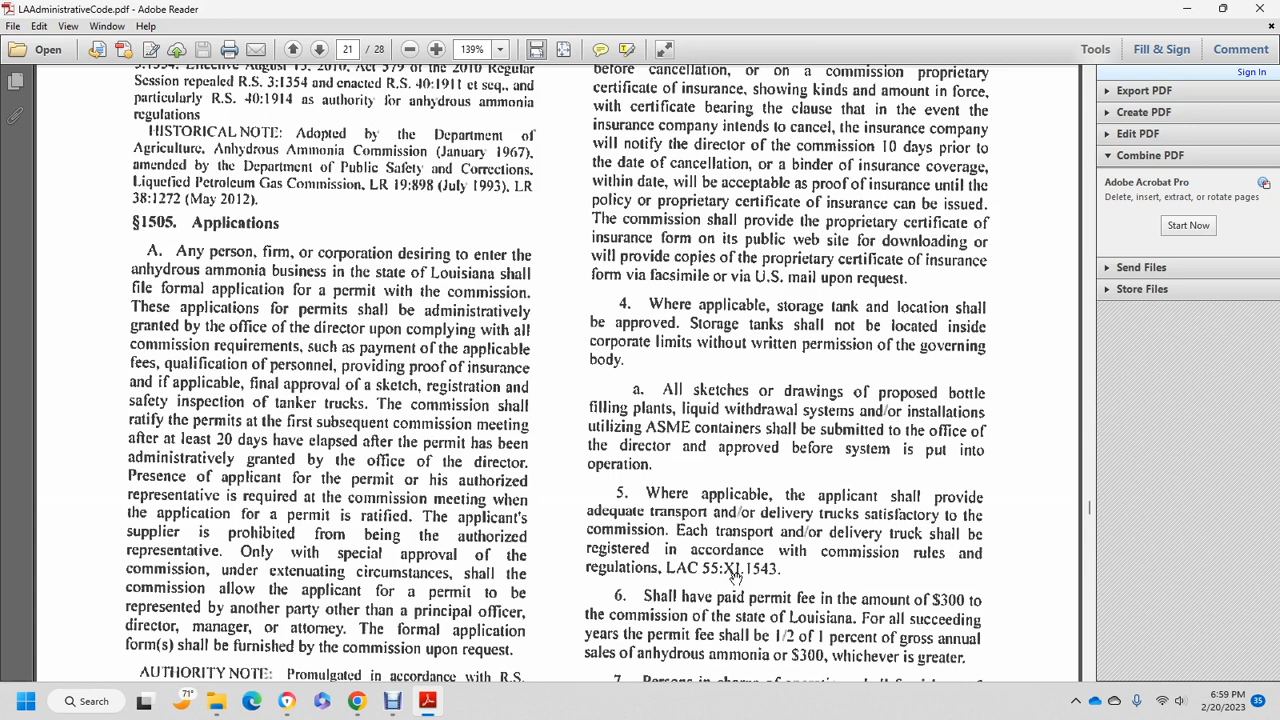 LAAdministrativeCode.pdf - Adobe Reader
File Edit View Window Help
Open 21 / 28 139% Tools Fill & Sign Comment
Sign In
Export PDF
Create PDF
Edit PDF
Combine PDF
Adobe Acrobat Pro
Delete, insert, extract, or rotate pages
Start Now
Send Files
Store Files
3:1354. Effective August 15, 2010, Act 579 of the 2010 Regular
Session repealed R.S. 3:1354 and enacted R.S. 40:1911 et seq., and
particularly R.S. 40:1914 as authority for anhydrous ammonia
regulations
HISTORICAL NOTE: Adopted by the Department of
Agriculture, Anhydrous Ammonia Commission (January 1967),
amended by the Department of Public Safety and Corrections,
Liquefied Petroleum Gas Commission, LR 19:898 (July 1993), LR
38:1272 (May 2012).
§1505. Applications
A. Any person, firm, or corporation desiring to enter the
anhydrous ammonia business in the state of Louisiana shall
file formal application for a permit with the commission.
These applications for permits shall be administratively
granted by the office of the director upon complying with all
commission requirements, such as payment of the applicable
fees, qualification of personnel, providing proof of insurance
and if applicable, final approval of a sketch, registration and
safety inspection of tanker trucks. The commission shall
ratify the permits at the first subsequent commission meeting
after at least 20 days have elapsed after the permit has been
administratively granted by the office of the director.
Presence of applicant for the permit or his authorized
representative is required at the commission meeting when
the application for a permit is ratified. The applicant's
supplier is prohibited from being the authorized
representative. Only with special approval of the
commission, under extenuating circumstances, shall the
commission allow the applicant for a permit to be
represented by another party other than a principal officer,
director, manager, or attorney. The formal application
form(s) shall be furnished by the commission upon request.
AUTHORITY NOTE: Promulgated in accordance with R.S.
before cancellation, or on a commission proprietary
certificate of insurance, showing kinds and amount in force,
with certificate bearing the clause that in the event the
insurance company intends to cancel, the insurance company
will notify the director of the commission 10 days prior to
the date of cancellation, or a binder of insurance coverage,
within date, will be acceptable as proof of insurance until the
policy or proprietary certificate of insurance can be issued.
The commission shall provide the proprietary certificate of
insurance form on its public web site for downloading or
will provide copies of the proprietary certificate of insurance
form via facsimile or via U.S. mail upon request.
4. Where applicable, storage tank and location shall
be approved. Storage tanks shall not be located inside
corporate limits without written permission of the governing
body.
a. All sketches or drawings of proposed bottle
filling plants, liquid withdrawal systems and/or installations
utilizing ASME containers shall be submitted to the office of
the director and approved before system is put into
operation.
5. Where applicable, the applicant shall provide
adequate transport and/or delivery trucks satisfactory to the
commission. Each transport and/or delivery truck shall be
registered in accordance with commission rules and
regulations, LAC 55:XI.1543.
6. Shall have paid permit fee in the amount of $300 to
the commission of the state of Louisiana. For all succeeding
years the permit fee shall be 1/2 of 1 percent of gross annual
sales of anhydrous ammonia or $300, whichever is greater.
7. Persons in charge of
Search
71°
6:59 PM
2/20/2023
35